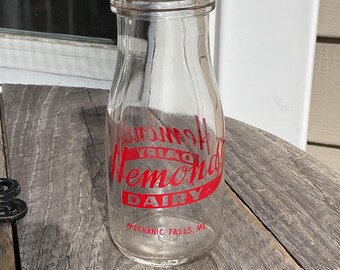 Hemond's
DAIRY
MECHANIC FALLS, ME.